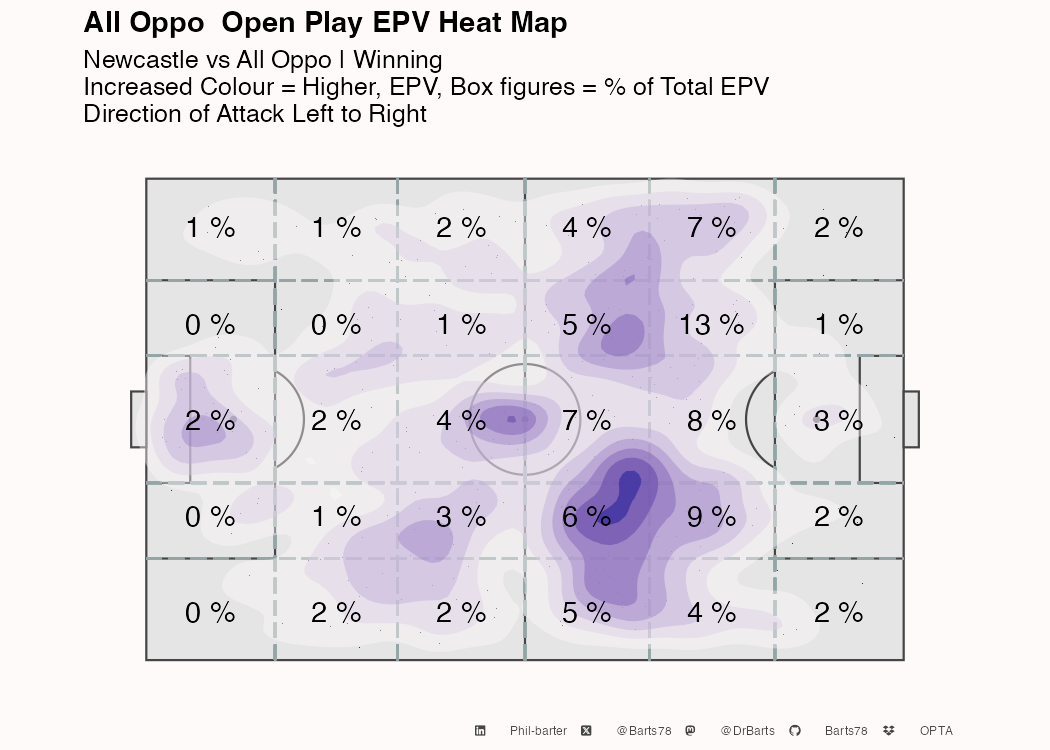 All Oppo  Open Play EPV Heat Map
Newcastle vs All Oppo | Winning
Increased Colour = Higher, EPV, Box figures = % of Total EPV
Direction of Attack Left to Right
1 % 1 % 2 % 4 % 7 % 2 %
0 % 0 % 1 % 5 % 13 % 1 %
2 % 2 % 4 % 7 % 8 % 3 %
0 % 1 % 3 % 6 % 9 % 2 %
0 % 2 % 2 % 5 % 4 % 2 %
Phil-barter @Barts78 @DrBarts Barts78 OPTA